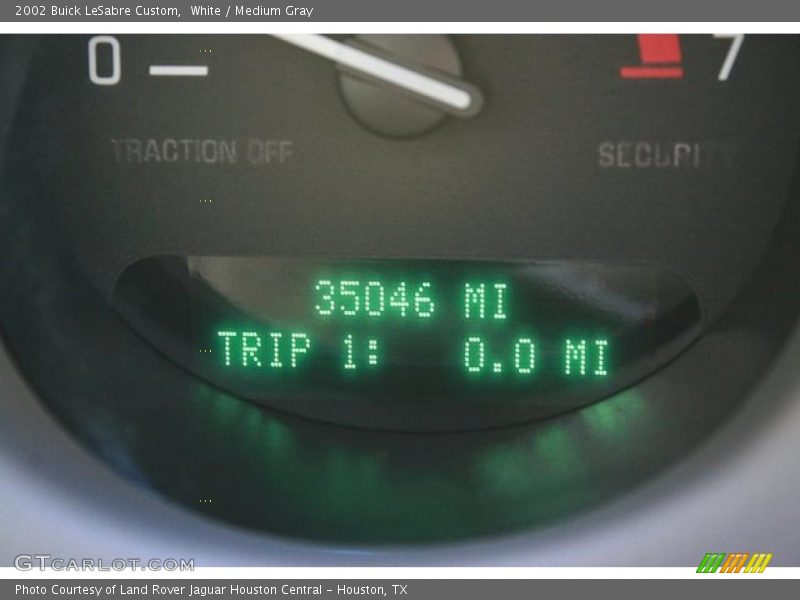 2002 Buick LeSabre Custom, White / Medium Gray
0 7
TRACTION OFF
35046 MI
TRIP 1: 0.0 MI
GTCARLOT.COM
Photo Courtesy of Land Rover Jaguar Houston Central - Houston, TX